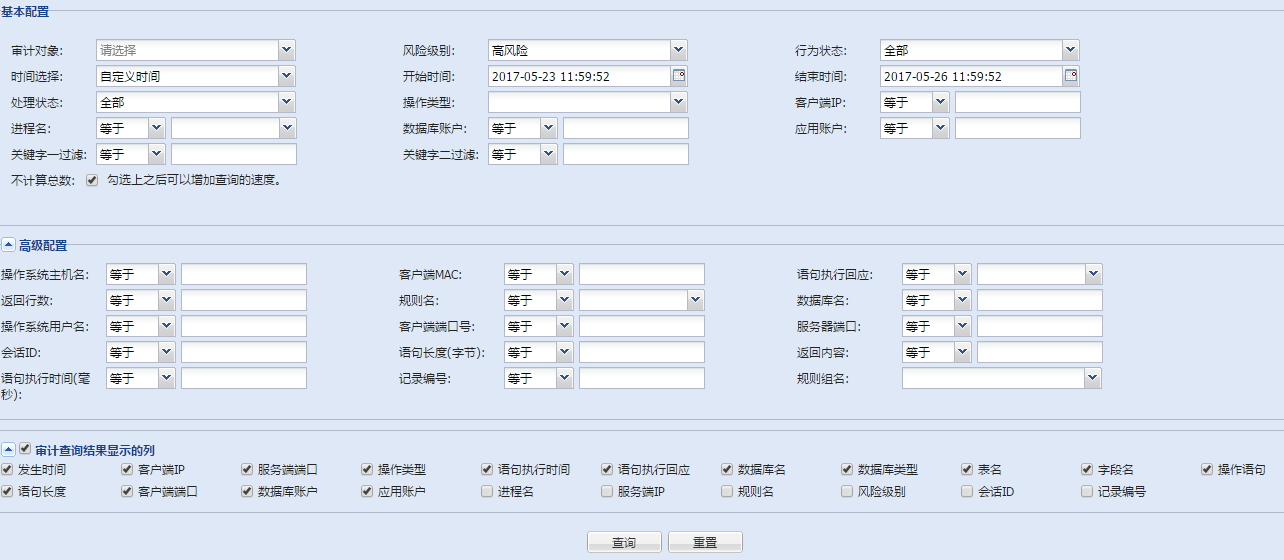 基本配置
审计对象: 请选择 风险级别: 高风险 行为状态: 全部
时间选择: 自定义时间 开始时间: 2017-05-23 11:59:52 结束时间: 2017-05-26 11:59:52
处理状态: 全部 操作类型: 客户端IP: 等于
进程名: 等于 数据库账户: 等于 应用账户: 等于
关键字一过滤: 等于 关键字二过滤: 等于
不计算总数: 勾选上之后可以增加查询的速度。
高级配置
操作系统主机名: 等于 客户端MAC: 等于 语句执行回应: 等于
返回行数: 等于 规则名: 等于 数据库名: 等于
操作系统用户名: 等于 客户端端口号: 等于 服务器端口: 等于
会话ID: 等于 语句长度(字节): 等于 返回内容: 等于
语句执行时间(毫 等于 记录编号: 等于 规则组名:
秒):
审计查询结果显示的列
发生时间 客户端IP 服务端端口 操作类型 语句执行时间 语句执行回应 数据库名 数据库类型 表名 字段名 操作语句
语句长度 客户端端口 数据库账户 应用账户 进程名 服务端IP 规则名 风险级别 会话ID 记录编号
查询 重置